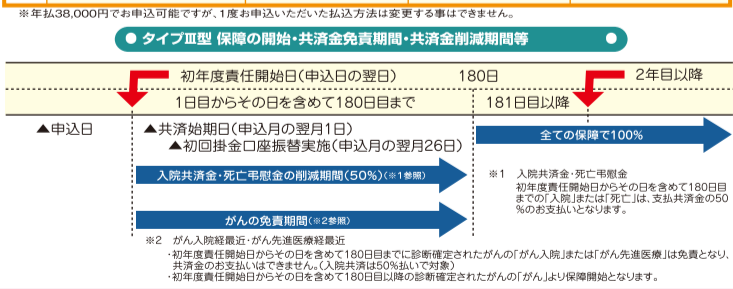 ※年払38,000円でお申込可能ですが、1度お申込いただいた払込方法は変更する事はできません。
タイプⅢ型 保障の開始・共済金免責期間・共済金削減期間等
初年度責任開始日(申込日の翌日) 180日 2年目以降
1日目からその日を含めて180日目まで 181日目以降
▲申込日 ▲共済始期日(申込月の翌月1日) 全ての保障で100%
▲初回掛金口座振替実施(申込月の翌月26日)
入院共済金・死亡弔慰金の削減期間(50%)(※1参照)
※1 入院共済金・死亡弔慰金
初年度責任開始日からその日を含めて180日目
までの「入院」または「死亡」は、支払共済金の50
%のお支払いとなります。
がんの免責期間(※2参照)
※2 がん入院経最近・がん先進医療経最近
・初年度責任開始日からその日を含めて180日目までに診断確定されたがんの「がん入院」または「がん先進医療」は免責となり、
共済金のお支払いはできません。(入院共済は50%払いで対象)
・初年度責任開始日からその日を含めて180日目以降の診断確定されたがんの「がん」より保障開始となります。